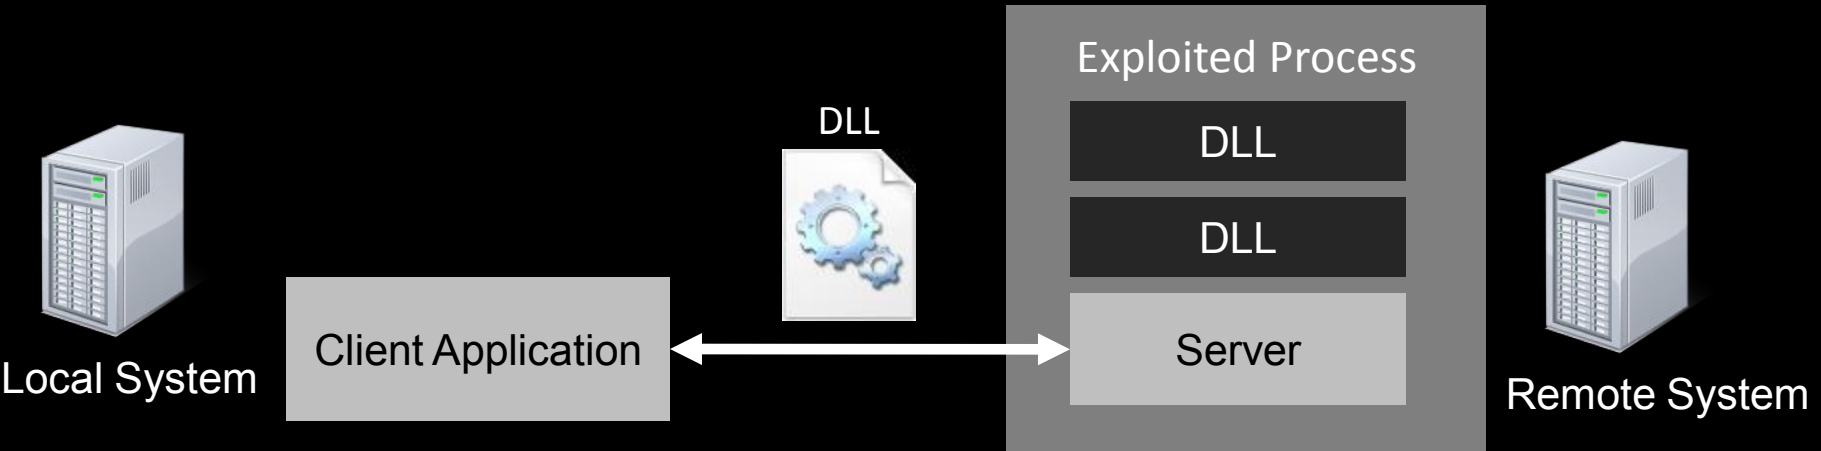 Exploited Process
DLL
DLL
DLL
Client Application
Server
Local System
Remote System